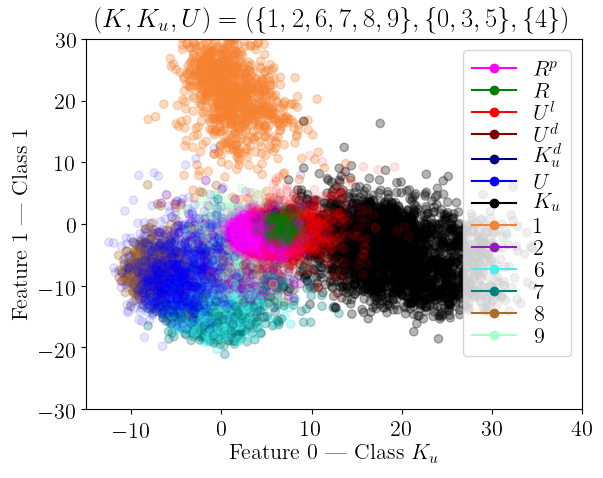 (K, K_u, U) = ({1, 2, 6, 7, 8, 9}, {0, 3, 5}, {4})
30
20
10
0
−10
−20
−30
Feature 1 — Class 1
R^p
R
U^l
U^d
K_u^d
U
K_u
1
2
6
7
8
9
−10
0
10
20
30
40
Feature 0 — Class K_u